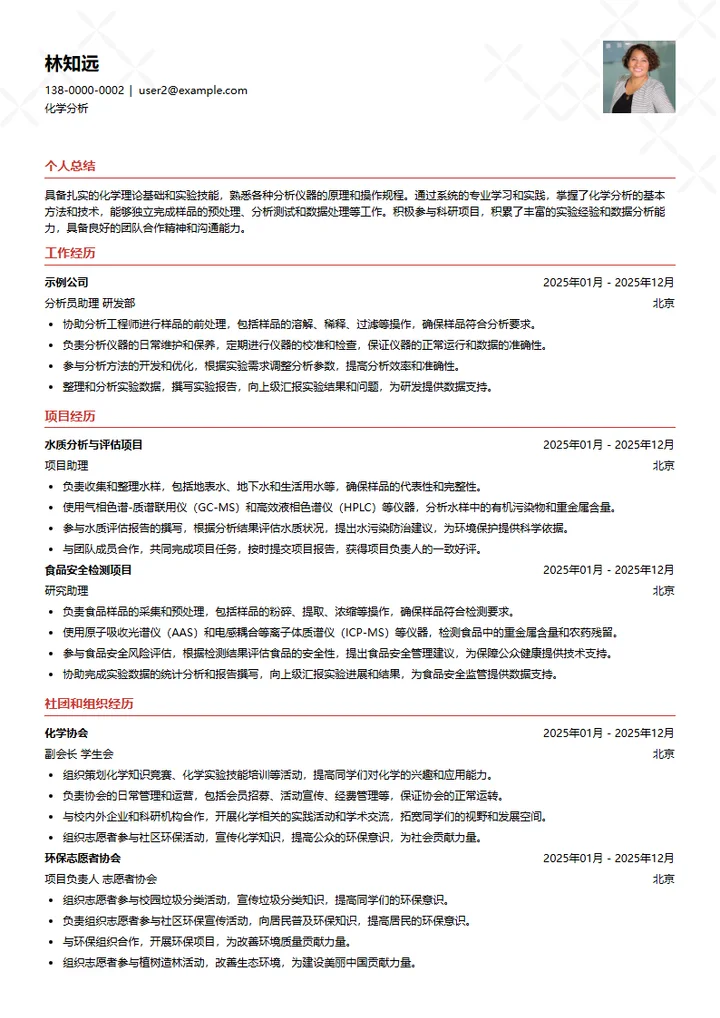 林知远
138-0000-0002 | user2@example.com
化学分析
个人总结
具备扎实的化学理论基础和实验技能，熟悉各种分析仪器的原理和操作规程。通过系统的专业学习和实践，掌握了化学分析的基本
方法和技术，能够独立完成样品的预处理、分析测试和数据处理等工作。积极参与科研项目，积累了丰富的实验经验和数据分析能
力，具备良好的团队合作精神和沟通能力。
工作经历
示例公司 2025年01月 - 2025年12月
分析员助理 研发部 北京
• 协助分析工程师进行样品的前处理，包括样品的溶解、稀释、过滤等操作，确保样品符合分析要求。
• 负责分析仪器的日常维护和保养，定期进行仪器的校准和检查，保证仪器的正常运行和数据的准确性。
• 参与分析方法的开发和优化，根据实验需求调整分析参数，提高分析效率和准确性。
• 整理和分析实验数据，撰写实验报告，向上级汇报实验结果和问题，为研发提供数据支持。
项目经历
水质分析与评估项目 2025年01月 - 2025年12月
项目助理 北京
• 负责收集和整理水样，包括地表水、地下水和生活用水等，确保样品的代表性和完整性。
• 使用气相色谱-质谱联用仪（GC-MS）和高效液相色谱仪（HPLC）等仪器，分析水样中的有机污染物和重金属含量。
• 参与水质评估报告的撰写，根据分析结果评估水质状况，提出水污染防治建议，为环境保护提供科学依据。
• 与团队成员合作，共同完成项目任务，按时提交项目报告，获得项目负责人的一致好评。
食品安全检测项目 2025年01月 - 2025年12月
研究助理 北京
• 负责食品样品的采集和预处理，包括样品的粉碎、提取、浓缩等操作，确保样品符合检测要求。
• 使用原子吸收光谱仪（AAS）和电感耦合等离子体质谱仪（ICP-MS）等仪器，检测食品中的重金属含量和农药残留。
• 参与食品安全风险评估，根据检测结果评估食品的安全性，提出食品安全管理建议，为保障公众健康提供技术支持。
• 协助完成实验数据的统计分析和报告撰写，向上级汇报实验进展和结果，为食品安全监管提供数据支持。
社团和组织经历
化学协会 2025年01月 - 2025年12月
副会长 学生会 北京
• 组织策划化学知识竞赛、化学实验技能培训等活动，提高同学们对化学的兴趣和应用能力。
• 负责协会的日常管理和运营，包括会员招募、活动宣传、经费管理等，保证协会的正常运转。
• 与校内外企业和科研机构合作，开展化学相关的实践活动和学术交流，拓宽同学们的视野和发展空间。
• 组织志愿者参与社区环保活动，宣传化学知识，提高公众的环保意识，为社会贡献力量。
环保志愿者协会 2025年01月 - 2025年12月
项目负责人 志愿者协会 北京
• 组织志愿者参与校园垃圾分类活动，宣传垃圾分类知识，提高同学们的环保意识。
• 负责组织志愿者参与社区环保宣传活动，向居民普及环保知识，提高居民的环保意识。
• 与环保组织合作，开展环保项目，为改善环境质量贡献力量。
• 组织志愿者参与植树造林活动，改善生态环境，为建设美丽中国贡献力量。